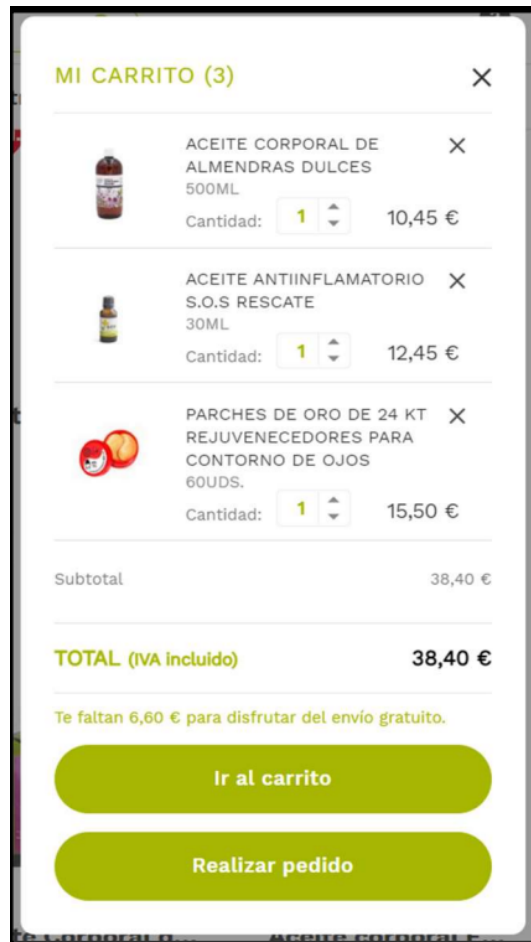 MI CARRITO (3)
ACEITE CORPORAL DE
ALMENDRAS DULCES
500ML
Cantidad: 1 10,45 €
ACEITE ANTIINFLAMATORIO
S.O.S RESCATE
30ML
Cantidad: 1 12,45 €
PARCHES DE ORO DE 24 KT
REJUVENECEDORES PARA
CONTORNO DE OJOS
60UDS.
Cantidad: 1 15,50 €
Subtotal 38,40 €
TOTAL (IVA incluido) 38,40 €
Te faltan 6,60 € para disfrutar del envío gratuito.
Ir al carrito
Realizar pedido